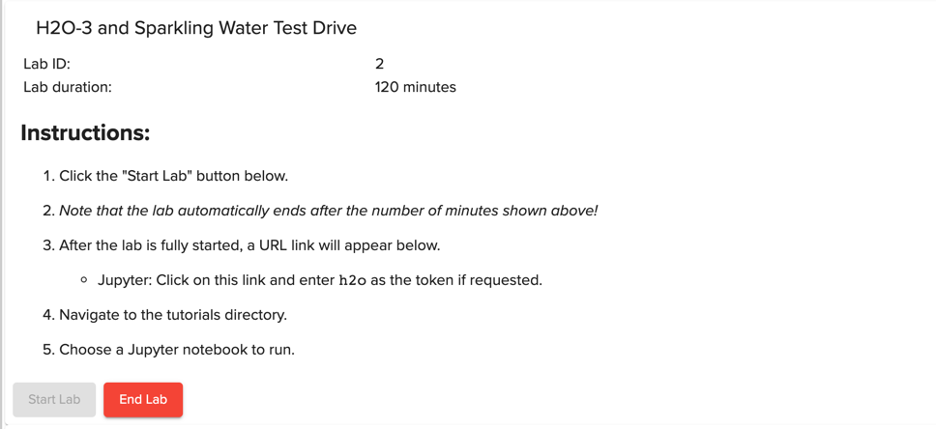 H2O-3 and Sparkling Water Test Drive
Lab ID: 2
Lab duration: 120 minutes
Instructions:
1. Click the "Start Lab" button below.
2. Note that the lab automatically ends after the number of minutes shown above!
3. After the lab is fully started, a URL link will appear below.
Jupyter: Click on this link and enter h2o as the token if requested.
4. Navigate to the tutorials directory.
5. Choose a Jupyter notebook to run.
Start Lab End Lab